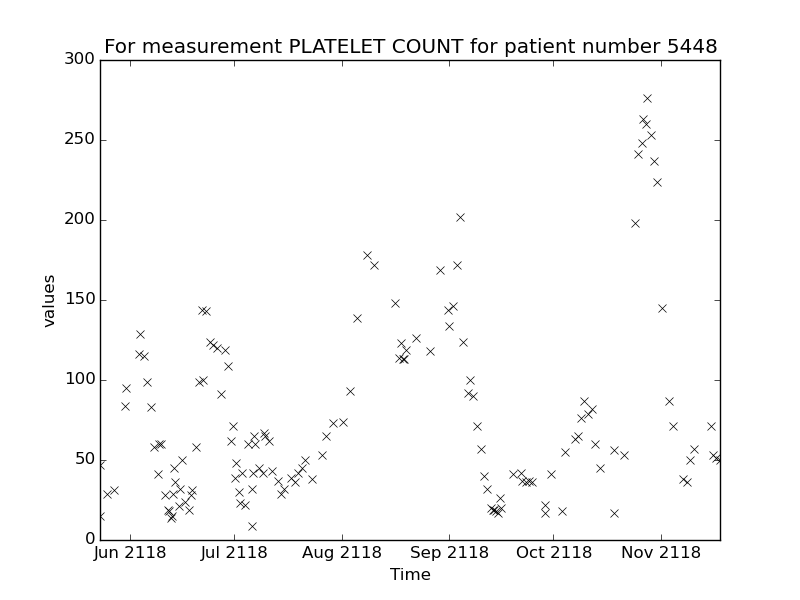 For measurement PLATELET COUNT for patient number 5448
300
250
200
150
100
50
0
values
Jun 2118 Jul 2118 Aug 2118 Sep 2118 Oct 2118 Nov 2118
Time